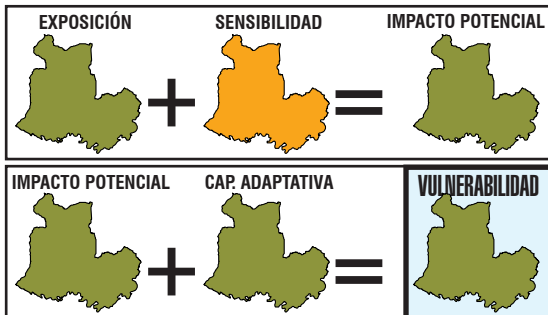 EXPOSICIÓN SENSIBILIDAD IMPACTO POTENCIAL
+ =
IMPACTO POTENCIAL CAP. ADAPTATIVA VULNERABILIDAD
+ =